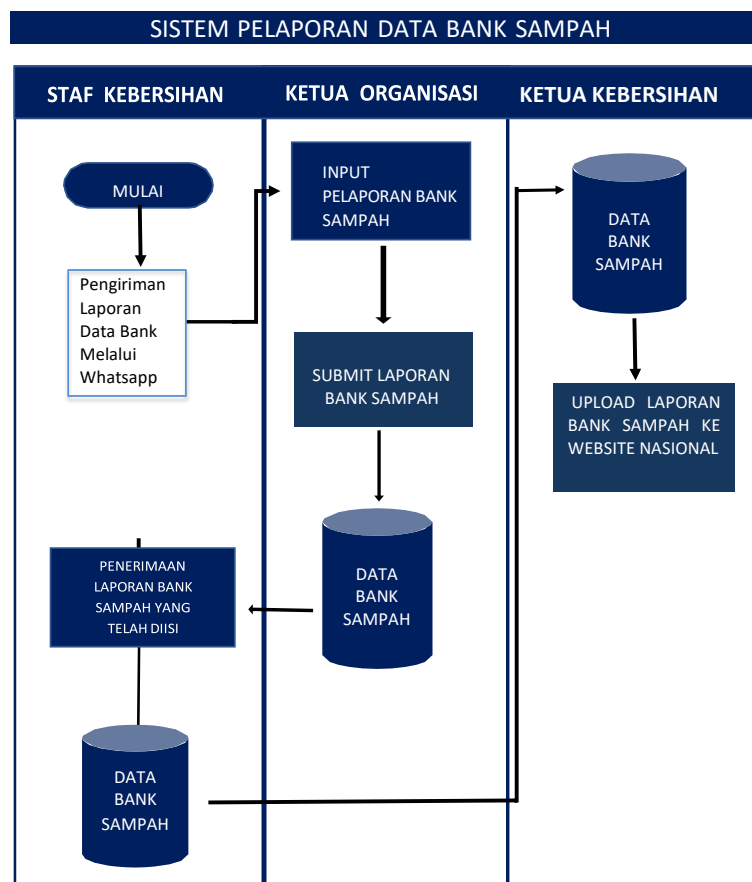 SISTEM PELAPORAN DATA BANK SAMPAH
STAF KEBERSIHAN
KETUA ORGANISASI
KETUA KEBERSIHAN
MULAI
Pengiriman
Laporan
Data Bank
Melalui
Whatsapp
INPUT
PELAPORAN BANK
SAMPAH
SUBMIT LAPORAN
BANK SAMPAH
DATA
BANK
SAMPAH
PENERIMAAN
LAPORAN BANK
SAMPAH YANG
TELAH DIISI
DATA
BANK
SAMPAH
DATA
BANK
SAMPAH
UPLOAD LAPORAN
BANK SAMPAH KE
WEBSITE NASIONAL